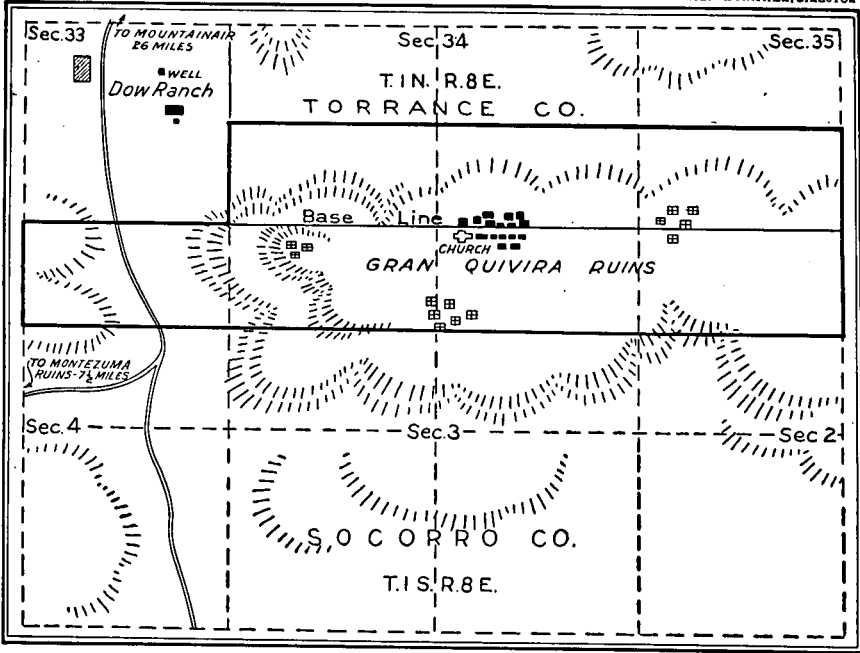 Sec. 33
TO MOUNTAINAIR
26 MILES
Sec. 34
Sec. 35
WELL
Dow Ranch
T.1N. R.8E.
TORRANCE CO.
Base Line
CHURCH
GRAN QUIVIRA RUINS
TO MONTEZUMA
RUINS-7½ MILES
Sec. 4
Sec. 3
Sec 2
SOCORRO CO.
T.1S. R.8E.